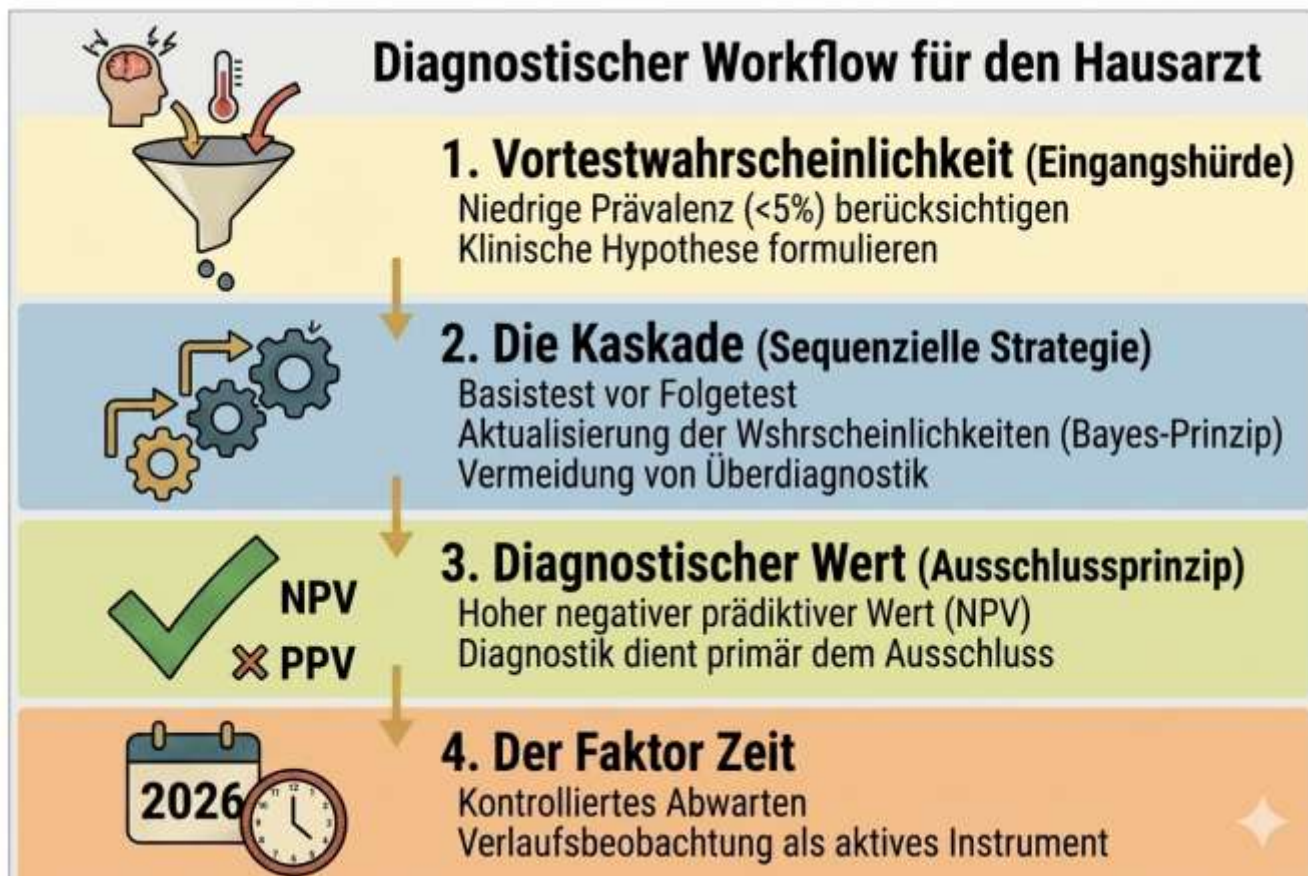 Diagnostischer Workflow für den Hausarzt
1. Vortestwahrscheinlichkeit (Eingangshürde)
Niedrige Prävalenz (<5%) berücksichtigen
Klinische Hypothese formulieren
2. Die Kaskade (Sequenzielle Strategie)
Basistest vor Folgetest
Aktualisierung der Wshrscheinlichkeiten (Bayes-Prinzip)
Vermeidung von Überdiagnostik
NPV
PPV
3. Diagnostischer Wert (Ausschlussprinzip)
Hoher negativer prädiktiver Wert (NPV)
Diagnostik dient primär dem Ausschluss
2026
4. Der Faktor Zeit
Kontrolliertes Abwarten
Verlaufsbeobachtung als aktives Instrument